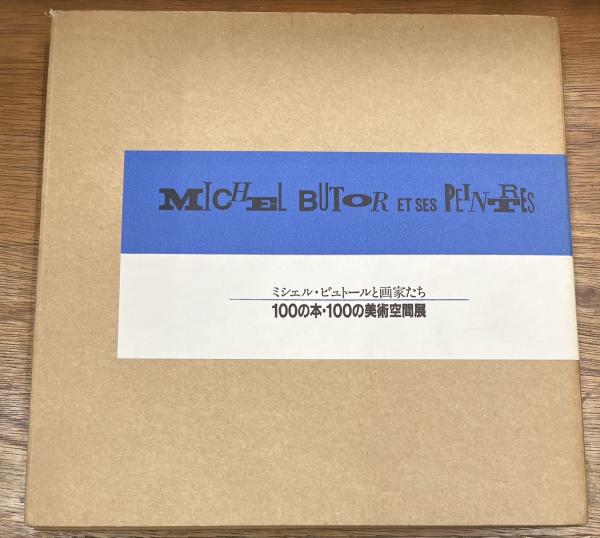 MICHEL BUTOR ET SES PEINTRES
ミシェル・ビュトールと画家たち
100の本・100の美術空間展